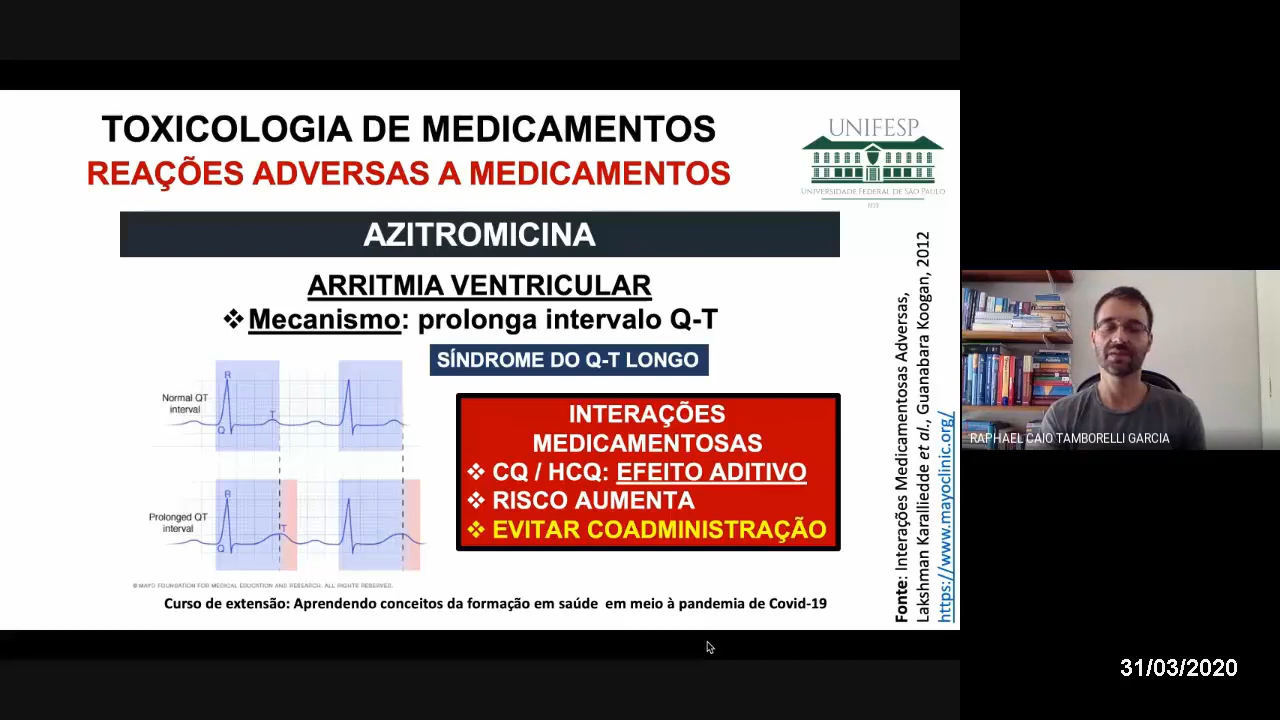 TOXICOLOGIA DE MEDICAMENTOS
REAÇÕES ADVERSAS A MEDICAMENTOS
UNIFESP
UNIVERSIDADE FEDERAL DE SÃO PAULO
AZITROMICINA
ARRITMIA VENTRICULAR
❖Mecanismo: prolonga intervalo Q-T
SÍNDROME DO Q-T LONGO
Normal QT
interval
R
T
Q
Prolonged QT
interval
R
T
Q
INTERAÇÕES
MEDICAMENTOSAS
❖ CQ / HCQ: EFEITO ADITIVO
❖ RISCO AUMENTA
❖ EVITAR COADMINISTRAÇÃO
© MAYO FOUNDATION FOR MEDICAL EDUCATION AND RESEARCH. ALL RIGHTS RESERVED.
Curso de extensão: Aprendendo conceitos da formação em saúde em meio à pandemia de Covid-19
Fonte: Interações Medicamentosas Adversas,
Lakshman Karalliedde et al., Guanabara Koogan, 2012
https://www.mayoclinic.org/
RAPHAEL CAIO TAMBORELLI GARCIA
31/03/2020